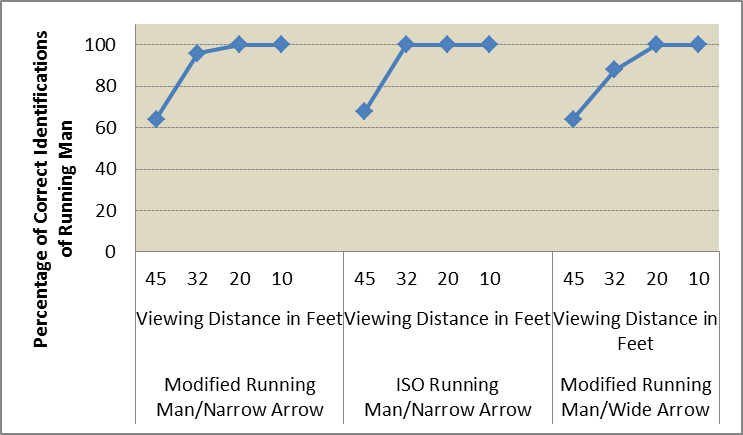 Percentage of Correct Identifications
of Running Man
100
80
60
40
20
0
45 32 20 10 45 32 20 10 45 32 20 10
Viewing Distance in Feet
Viewing Distance in Feet
Viewing Distance in
Feet
Modified Running
Man/Narrow Arrow
ISO Running
Man/Narrow Arrow
Modified Running
Man/Wide Arrow